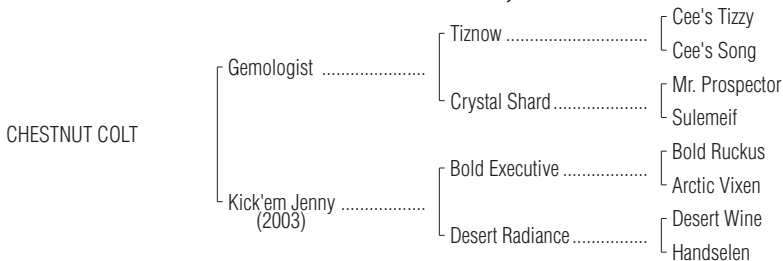 Cee's Tizzy
Tiznow
Cee's Song
Gemologist
Mr. Prospector
Crystal Shard
Sulemeif
CHESTNUT COLT
Bold Ruckus
Bold Executive
Arctic Vixen
Kick'em Jenny
(2003)
Desert Wine
Desert Radiance
Handselen